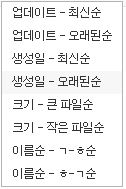 업데이트 - 최신순
업데이트 - 오래된순
생성일 - 최신순
생성일 - 오래된순
크기 - 큰 파일순
크기 - 작은 파일순
이름순 - ㄱ-ㅎ순
이름순 - ㅎ-ㄱ순